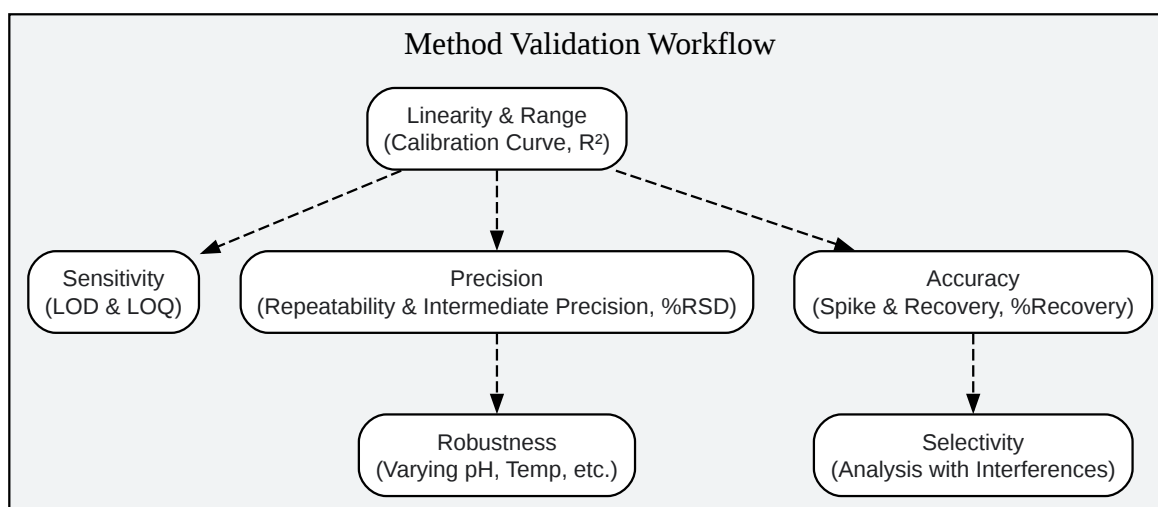 Method Validation Workflow
Linearity & Range
(Calibration Curve, R²)
Sensitivity
(LOD & LOQ)
Precision
(Repeatability & Intermediate Precision, %RSD)
Accuracy
(Spike & Recovery, %Recovery)
Robustness
(Varying pH, Temp, etc.)
Selectivity
(Analysis with Interferences)